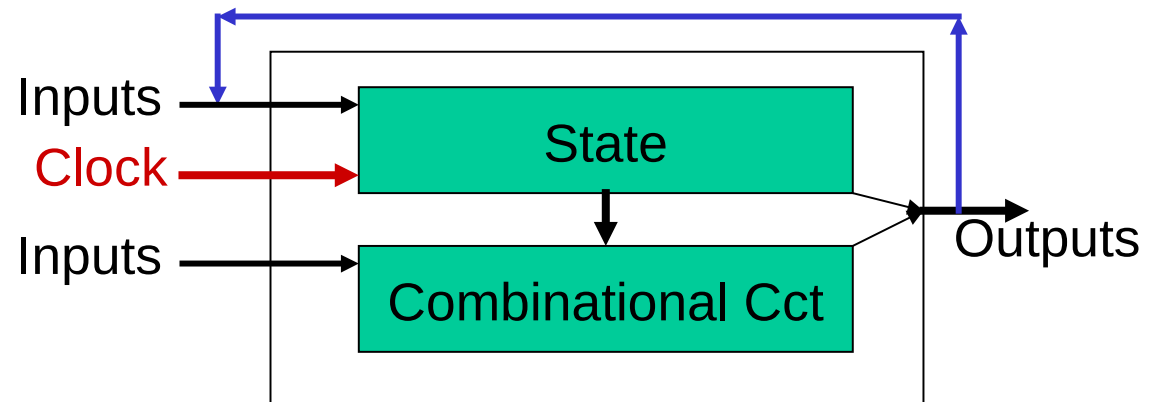 Inputs
State
Clock
Outputs
Inputs
Combinational Cct